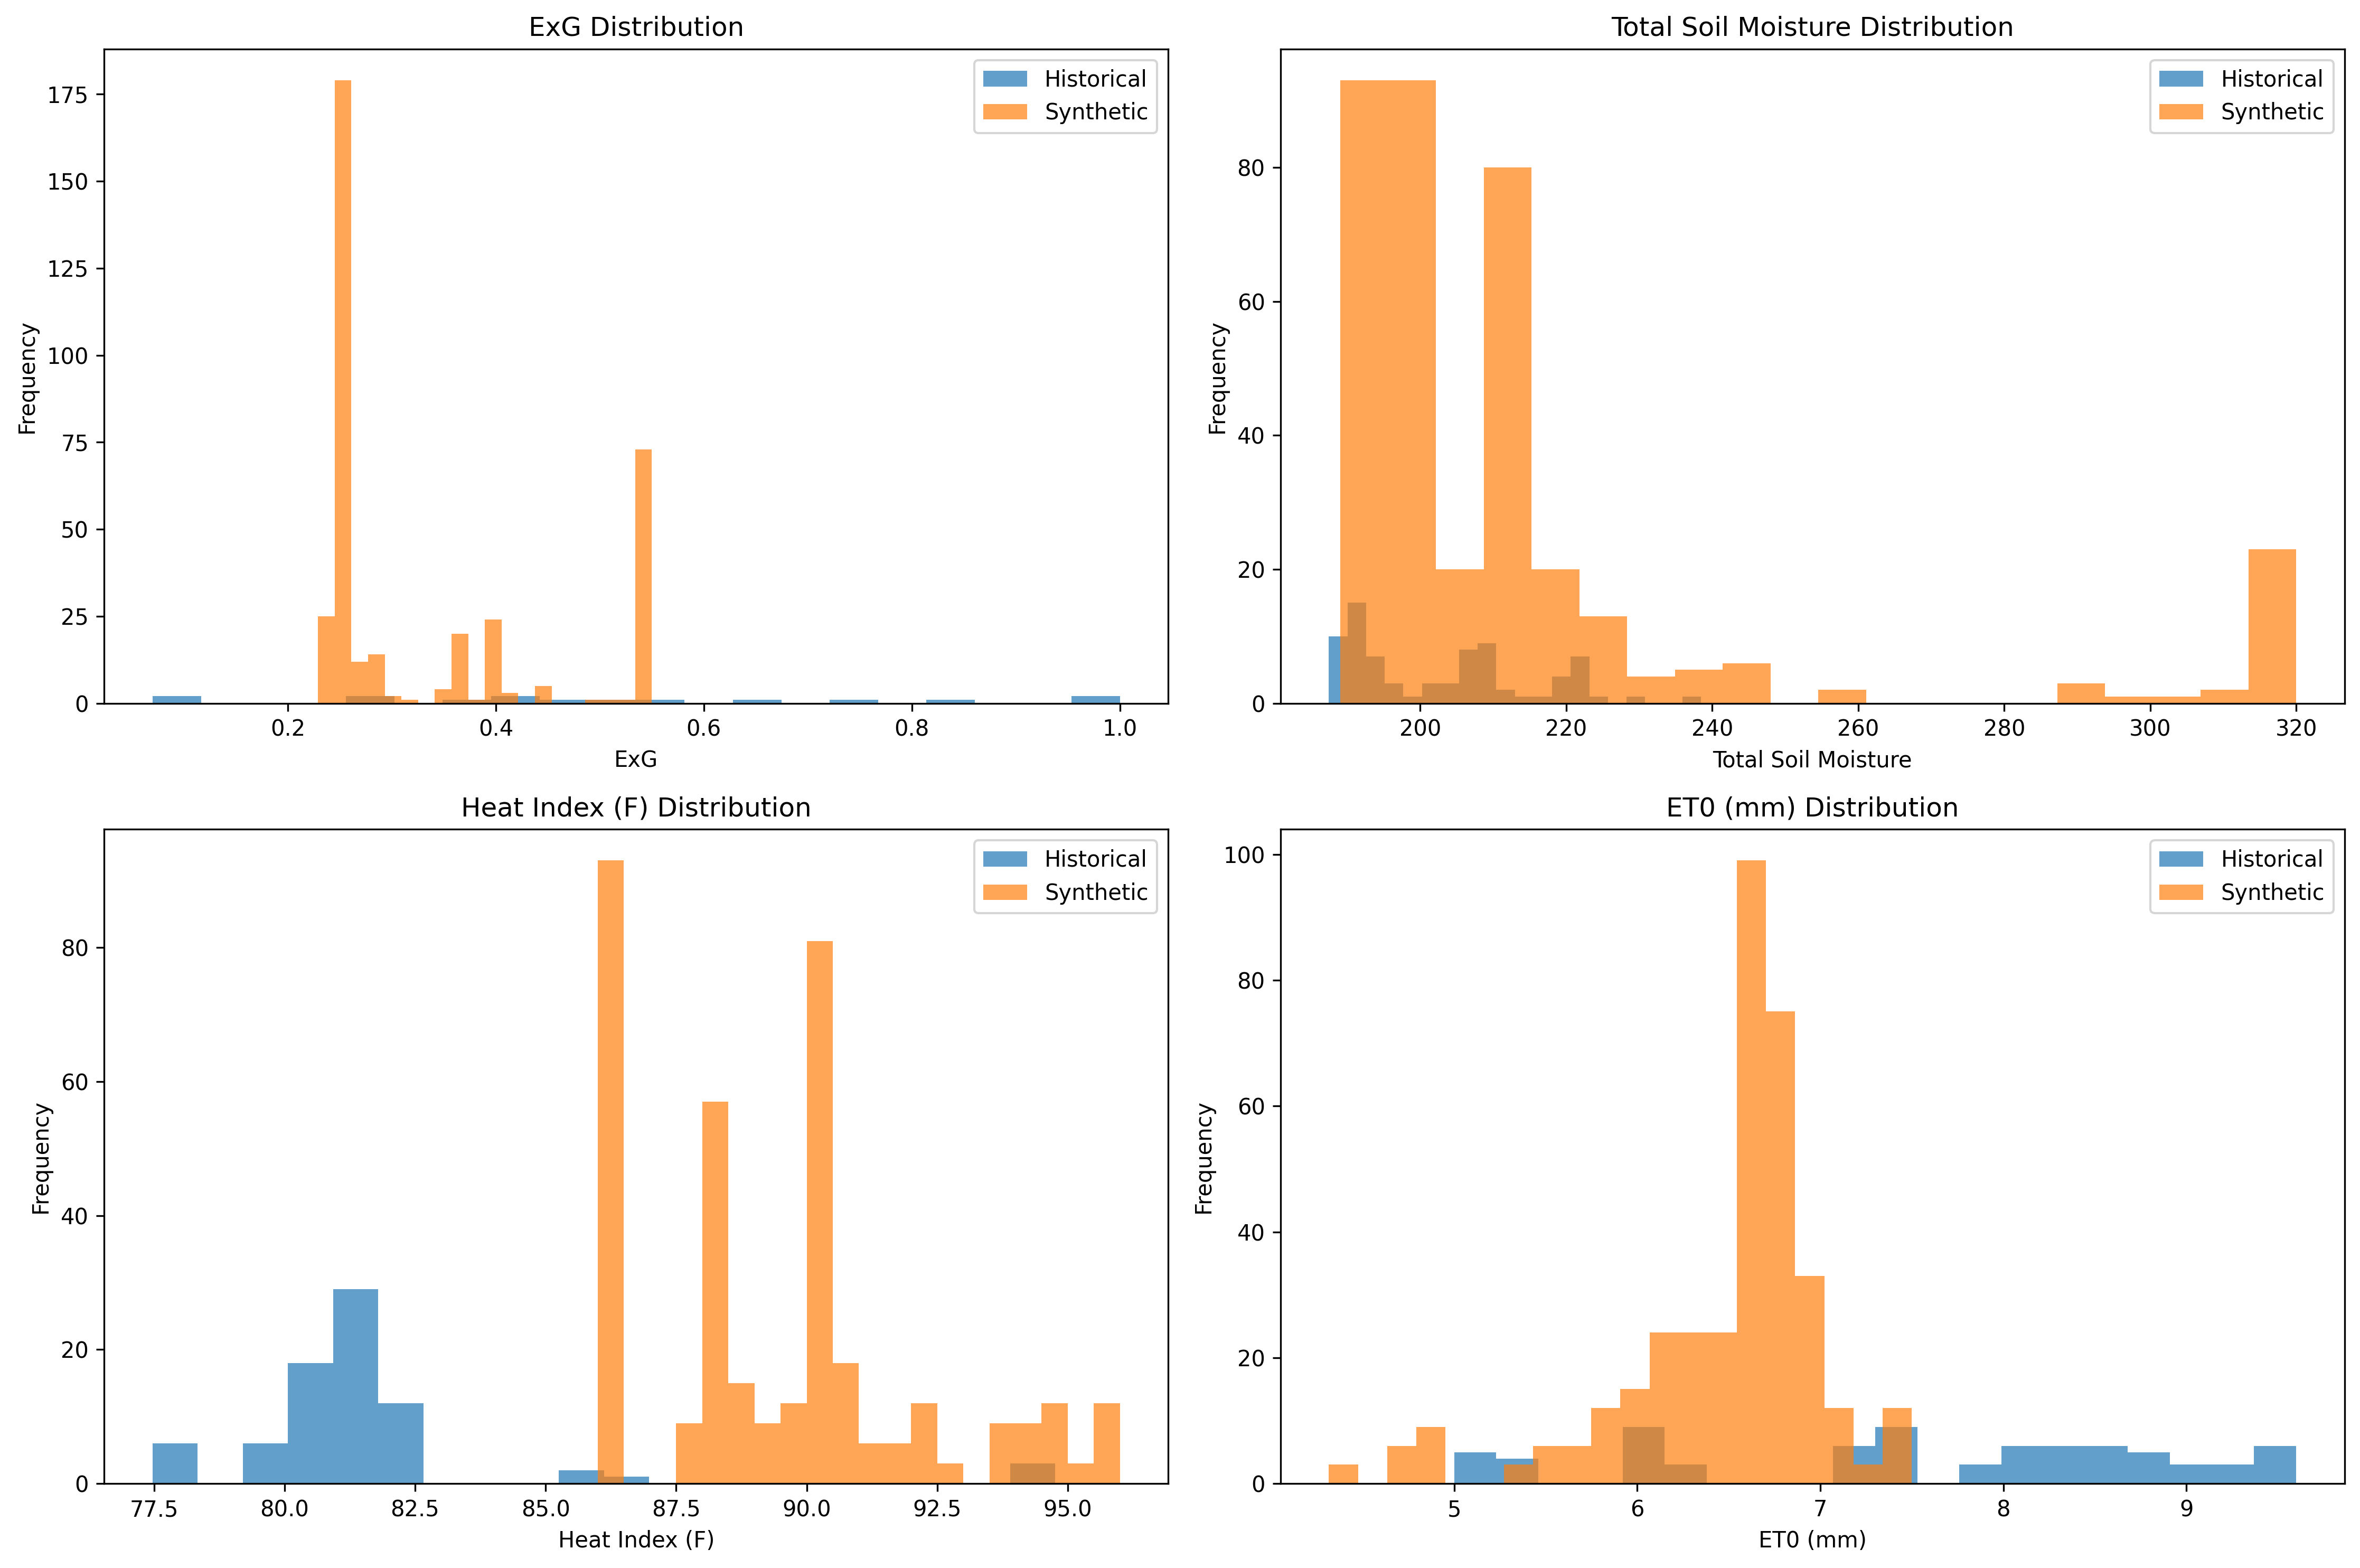 ExG Distribution
Historical
Synthetic
Frequency
175
150
125
100
75
50
25
0
0.2 0.4 0.6 0.8 1.0
ExG
Total Soil Moisture Distribution
Historical
Synthetic
Frequency
80
60
40
20
0
200 220 240 260 280 300 320
Total Soil Moisture
Heat Index (F) Distribution
Historical
Synthetic
Frequency
80
60
40
20
0
77.5 80.0 82.5 85.0 87.5 90.0 92.5 95.0
Heat Index (F)
ET0 (mm) Distribution
Historical
Synthetic
Frequency
100
80
60
40
20
0
5 6 7 8 9
ET0 (mm)